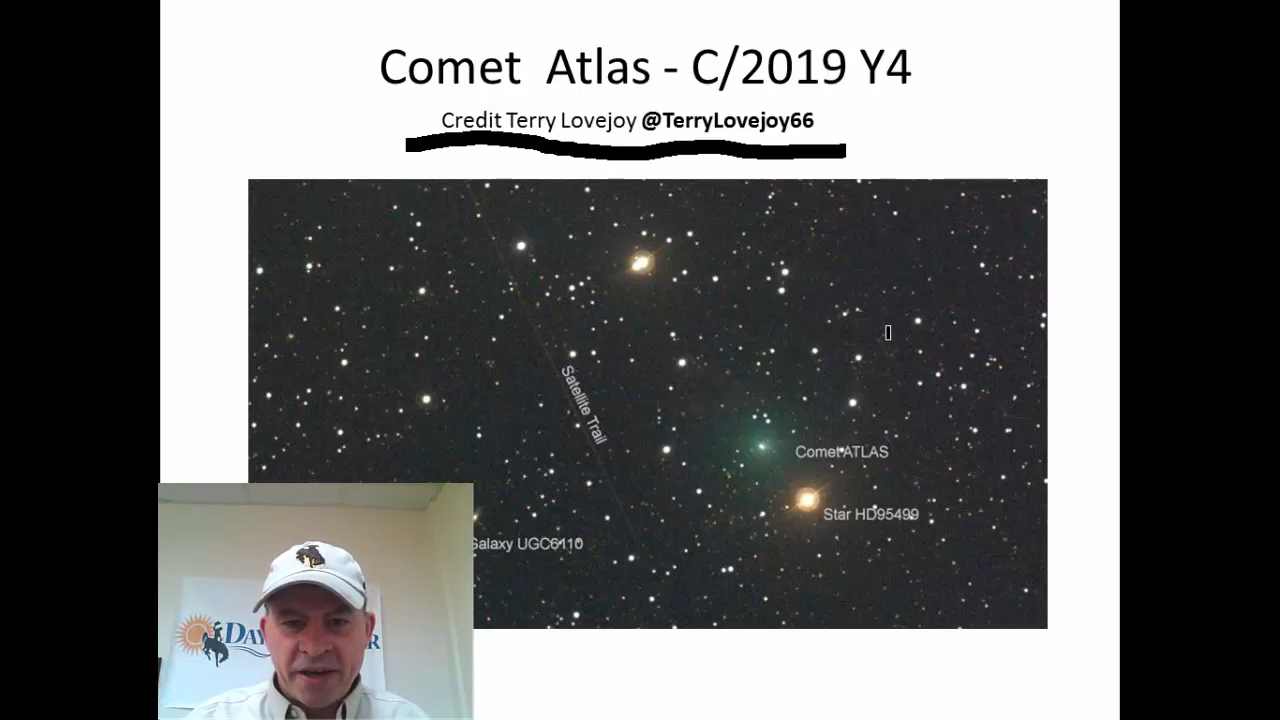 Comet  Atlas - C/2019 Y4
Credit Terry Lovejoy @TerryLovejoy66
Satellite Trail
Comet ATLAS
Star HD95499
Galaxy UGC6110